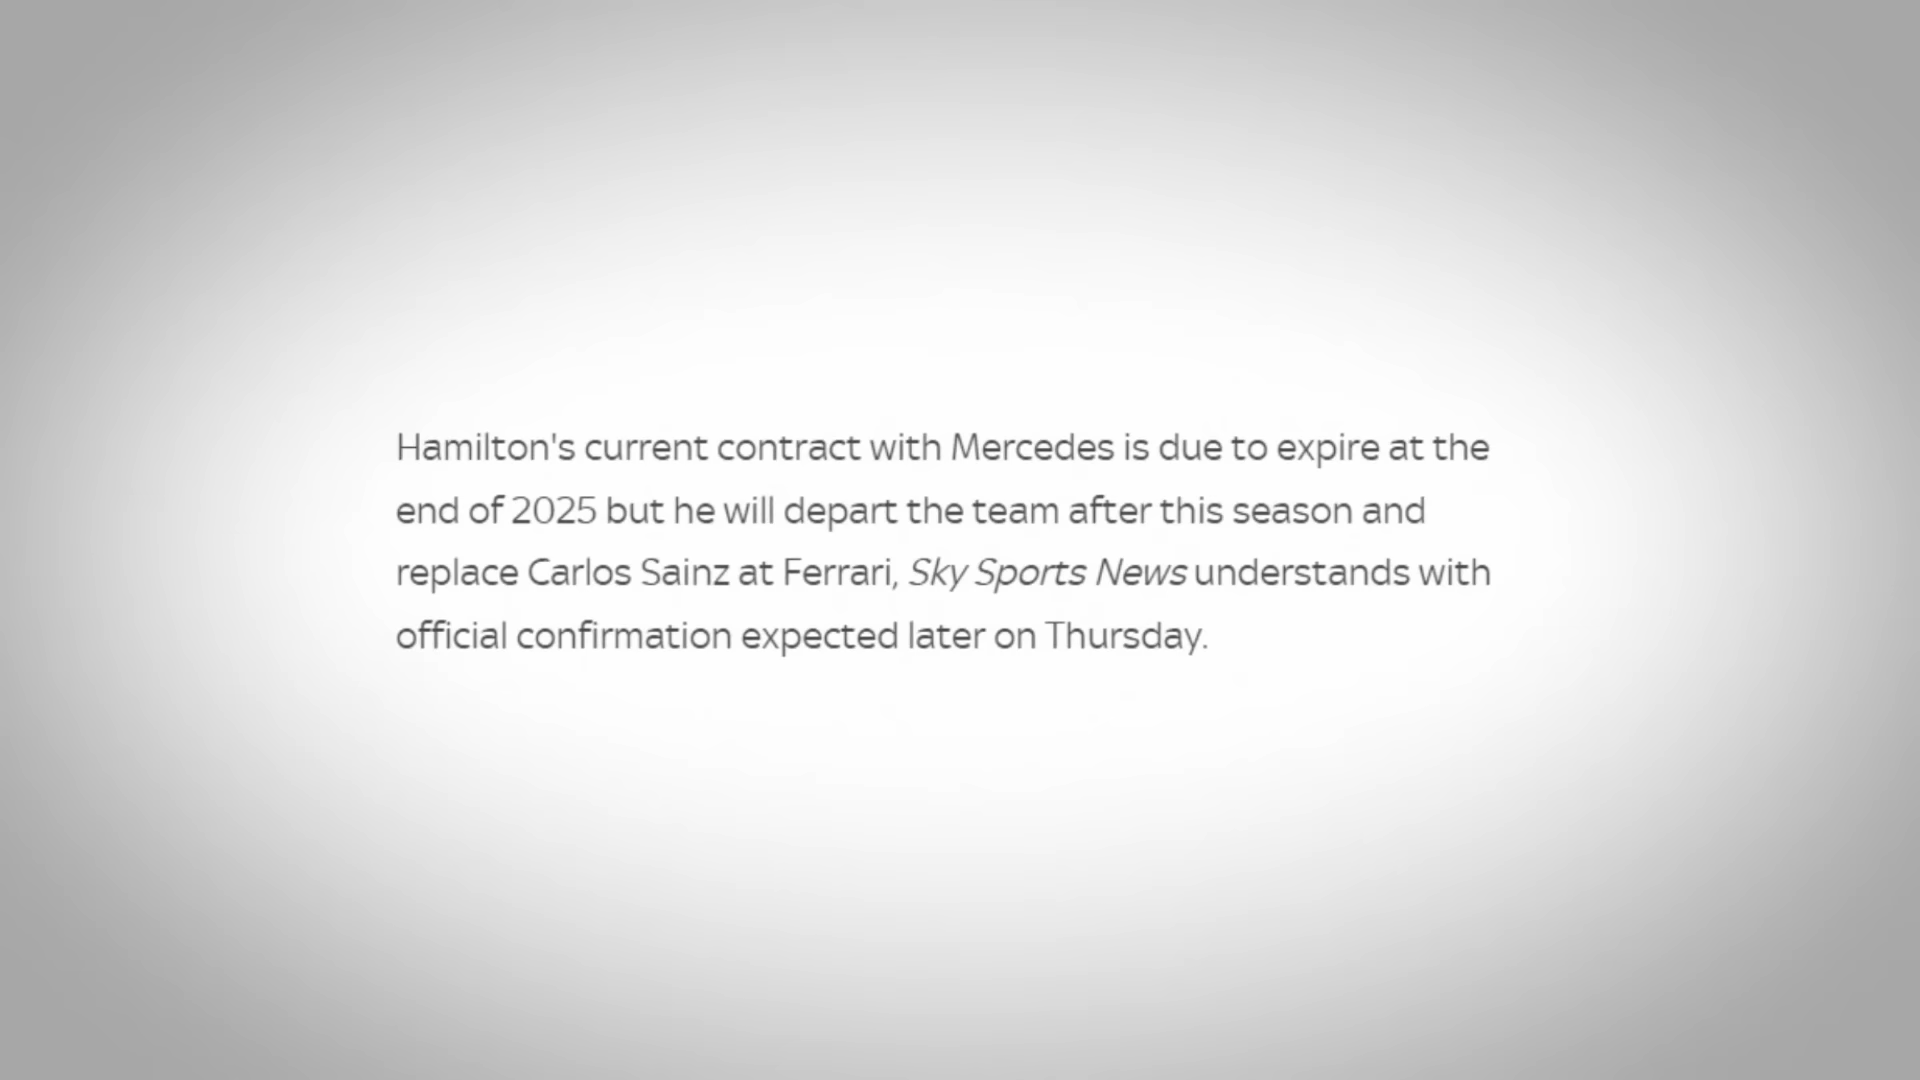 Hamilton's current contract with Mercedes is due to expire at the
end of 2025 but he will depart the team after this season and
replace Carlos Sainz at Ferrari, Sky Sports News understands with
official confirmation expected later on Thursday.